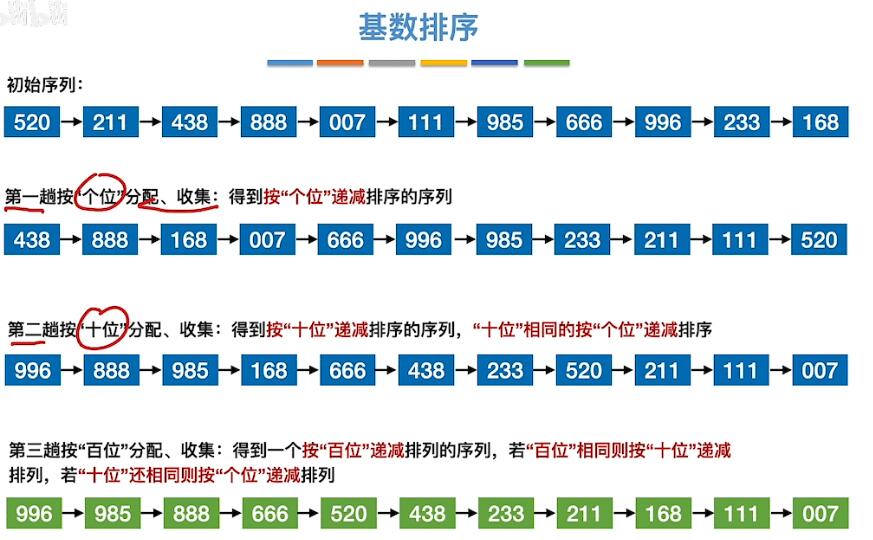 基数排序
初始序列：
520 211 438 888 007 111 985 666 996 233 168
第一趟按“个位”分配、收集：得到按“个位”递减排序的序列
438 888 168 007 666 996 985 233 211 111 520
第二趟按“十位”分配、收集：得到按“十位”递减排序的序列，“十位”相同的按“个位”递减排序
996 888 985 168 666 438 233 520 211 111 007
第三趟按“百位”分配、收集：得到一个按“百位”递减排列的序列，若“百位”相同则按“十位”递减
排列，若“十位”还相同则按“个位”递减排列
996 985 888 666 520 438 233 211 168 111 007